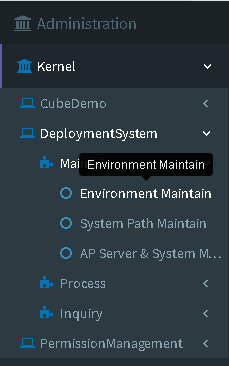 Administration
Kernel
CubeDemo
DeploymentSystem
Mai
Environment Maintain
Environment Maintain
System Path Maintain
AP Server & System M...
Process
Inquiry
PermissionManagement